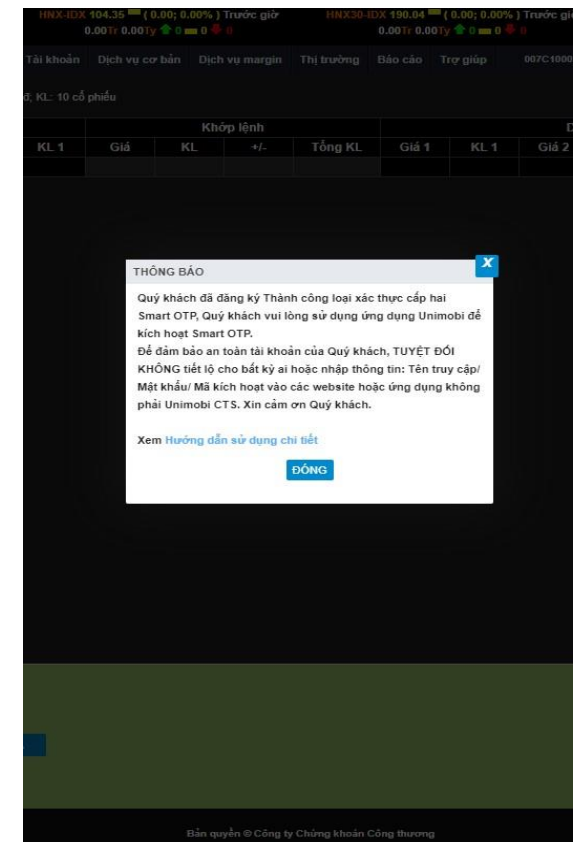 HNX-IDX 104.35 ( 0.00; 0.00% ) Trước giờ HNX30-IDX 190.04 ( 0.00; 0.00% ) Trước giờ
0.00Tr 0.00Tỷ 0 0 0 0.00Tr 0.00Tỷ 0 0 0
Tài khoản Dịch vụ cơ bản Dịch vụ margin Thị trường Báo cáo Trợ giúp 007C1000
đ; KL: 10 cổ phiếu
Khớp lệnh D
KL 1 Giá KL +/- Tổng KL Giá 1 KL 1 Giá 2
THÔNG BÁO X
Quý khách đã đăng ký Thành công loại xác thực cấp hai
Smart OTP, Quý khách vui lòng sử dụng ứng dụng Unimobi để
kích hoạt Smart OTP.
Để đảm bảo an toàn tài khoản của Quý khách, TUYỆT ĐỐI
KHÔNG tiết lộ cho bất kỳ ai hoặc nhập thông tin: Tên truy cập/
Mật khẩu/ Mã kích hoạt vào các website hoặc ứng dụng không
phải Unimobi CTS. Xin cảm ơn Quý khách.
Xem Hướng dẫn sử dụng chi tiết
ĐÓNG
Bản quyền © Công ty Chứng khoán Công thương